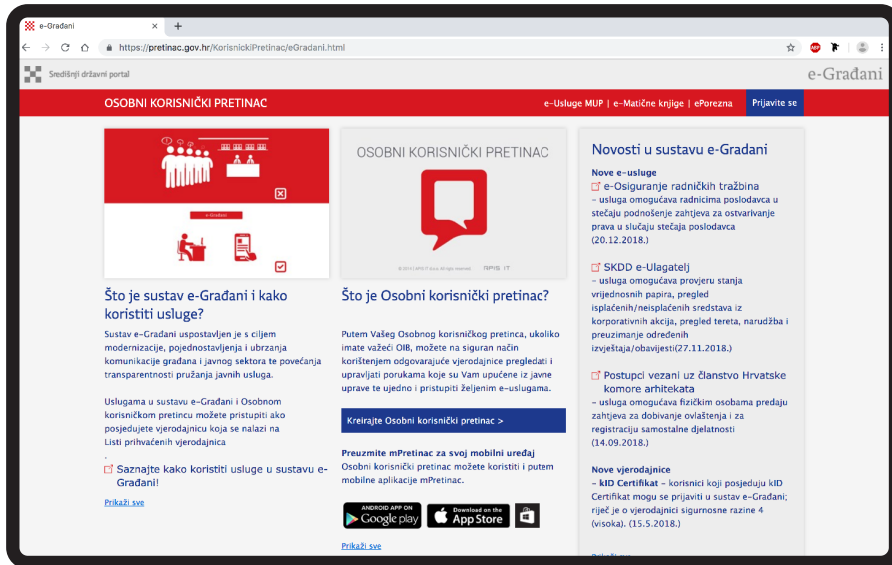 e-Građani
https://pretinac.gov.hr/KorisnickiPretinac/eGradani.html
ABP
Središnji državni portal
e-Građani
OSOBNI KORISNIČKI PRETINAC
e-Usluge MUP | e-Matične knjige | ePorezna
Prijavite se
e-Građani
Što je sustav e-Građani i kako
koristiti usluge?
Sustav e-Građani uspostavljen je s ciljem
modernizacije, pojednostavljenja i ubrzanja
komunikacije građana i javnog sektora te povećanja
transparentnosti pružanja javnih usluga.
Uslugama u sustavu e-Građani i Osobnom
korisničkom pretincu možete pristupiti ako
posjedujete vjerodajnicu koja se nalazi na
Listi prihvaćenih vjerodajnica
.
Saznajte kako koristiti usluge u sustavu e-
Građani!
Prikaži sve
OSOBNI KORISNIČKI PRETINAC
APIS IT
Što je Osobni korisnički pretinac?
Putem Vašeg Osobnog korisničkog pretinca, ukoliko
imate važeći OIB, možete na siguran način
korištenjem odgovarajuće vjerodajnice pregledati i
upravljati porukama koje su Vam upućene iz javne
uprave te ujedno i pristupiti željenim e-uslugama.
Kreirajte Osobni korisnički pretinac >
Preuzmite mPretinac za svoj mobilni uređaj
Osobni korisnički pretinac možete koristiti i putem
mobilne aplikacije mPretinac.
ANDROID APP ON
Google play
Download on the
App Store
Prikaži sve
Novosti u sustavu e-Građani
Nove e-usluge
e-Osiguranje radničkih tražbina
– usluga omogućava radnicima poslodavca u
stečaju podnošenje zahtjeva za ostvarivanje
prava u slučaju stečaja poslodavca
(20.12.2018.)
SKDD e-Ulagatelj
– usluga omogućava provjeru stanja
vrijednosnih papira, pregled
isplaćenih/neisplaćenih sredstava iz
korporativnih akcija, pregled tereta, narudžba i
preuzimanje određenih
izvještaja/obavijesti(27.11.2018.)
Postupci vezani uz članstvo Hrvatske
komore arhitekata
– usluga omogućava fizičkim osobama predaju
zahtjeva za dobivanje ovlaštenja i za
registraciju samostalne djelatnosti
(14.09.2018.)
Nove vjerodajnice
– kID Certifikat – korisnici koji posjeduju kID
Certifikat mogu se prijaviti u sustav e-Građani;
riječ je o vjerodajnici sigurnosne razine 4
(visoka). (15.5.2018.)